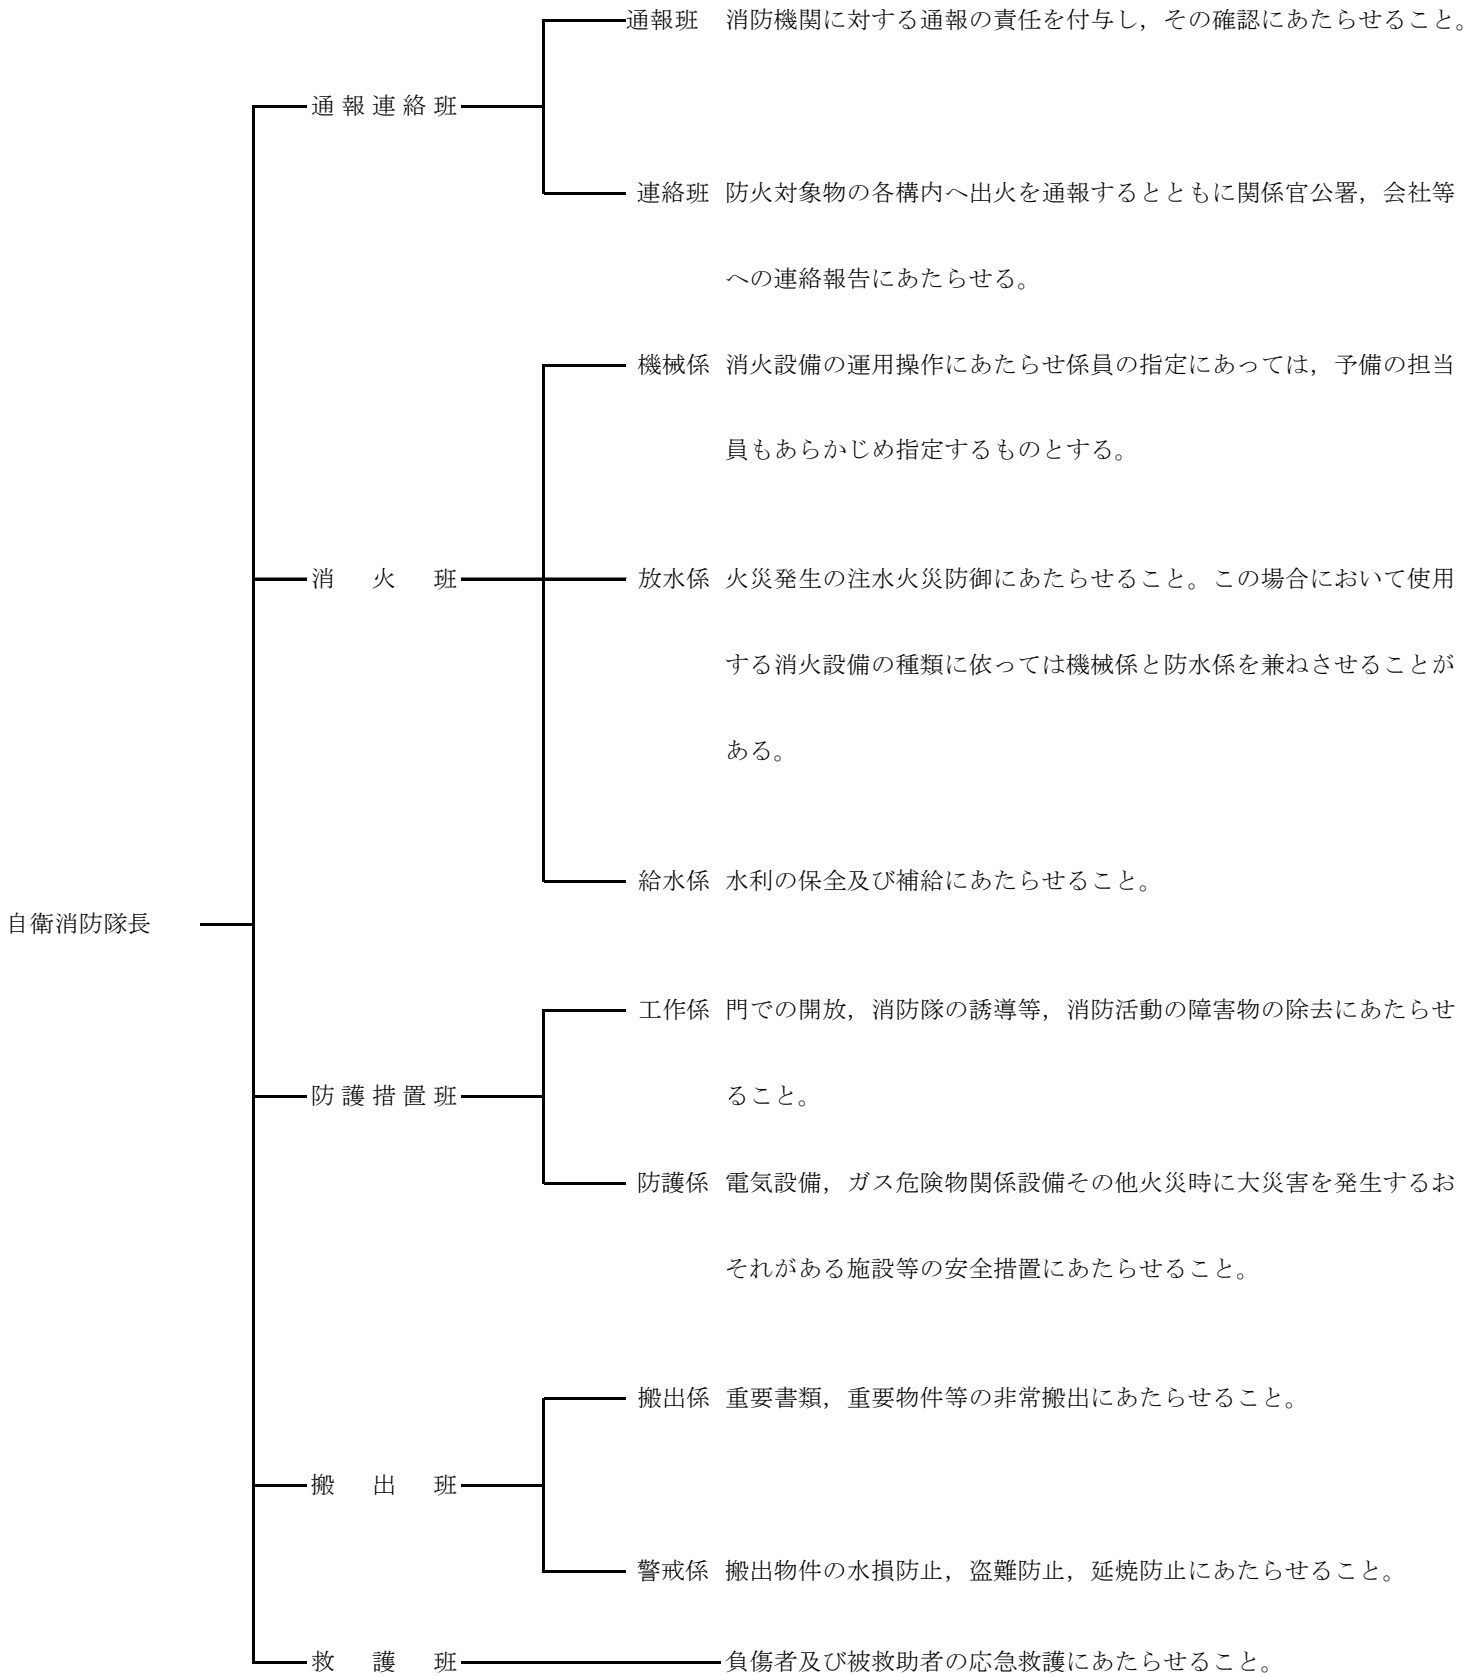 通報班 消防機関に対する通報の責任を付与し，その確認にあたらせること。
通報連絡班
連絡班 防火対象物の各構内へ出火を通報するとともに関係官公署，会社等
への連絡報告にあたらせる。
機械係 消火設備の運用操作にあたらせ係員の指定にあっては，予備の担当
員もあらかじめ指定するものとする。
消火班 放水係 火災発生の注水火災防御にあたらせること。この場合において使用
する消火設備の種類に依っては機械係と防水係を兼ねさせることが
ある。
給水係 水利の保全及び補給にあたらせること。
自衛消防隊長
工作係 門での開放，消防隊の誘導等，消防活動の障害物の除去にあたらせ
防護措置班 ること。
防護係 電気設備，ガス危険物関係設備その他火災時に大災害を発生するお
それがある施設等の安全措置にあたらせること。
搬出係 重要書類，重要物件等の非常搬出にあたらせること。
搬出班
警戒係 搬出物件の水損防止，盗難防止，延焼防止にあたらせること。
救護班 負傷者及び被救助者の応急救護にあたらせること。